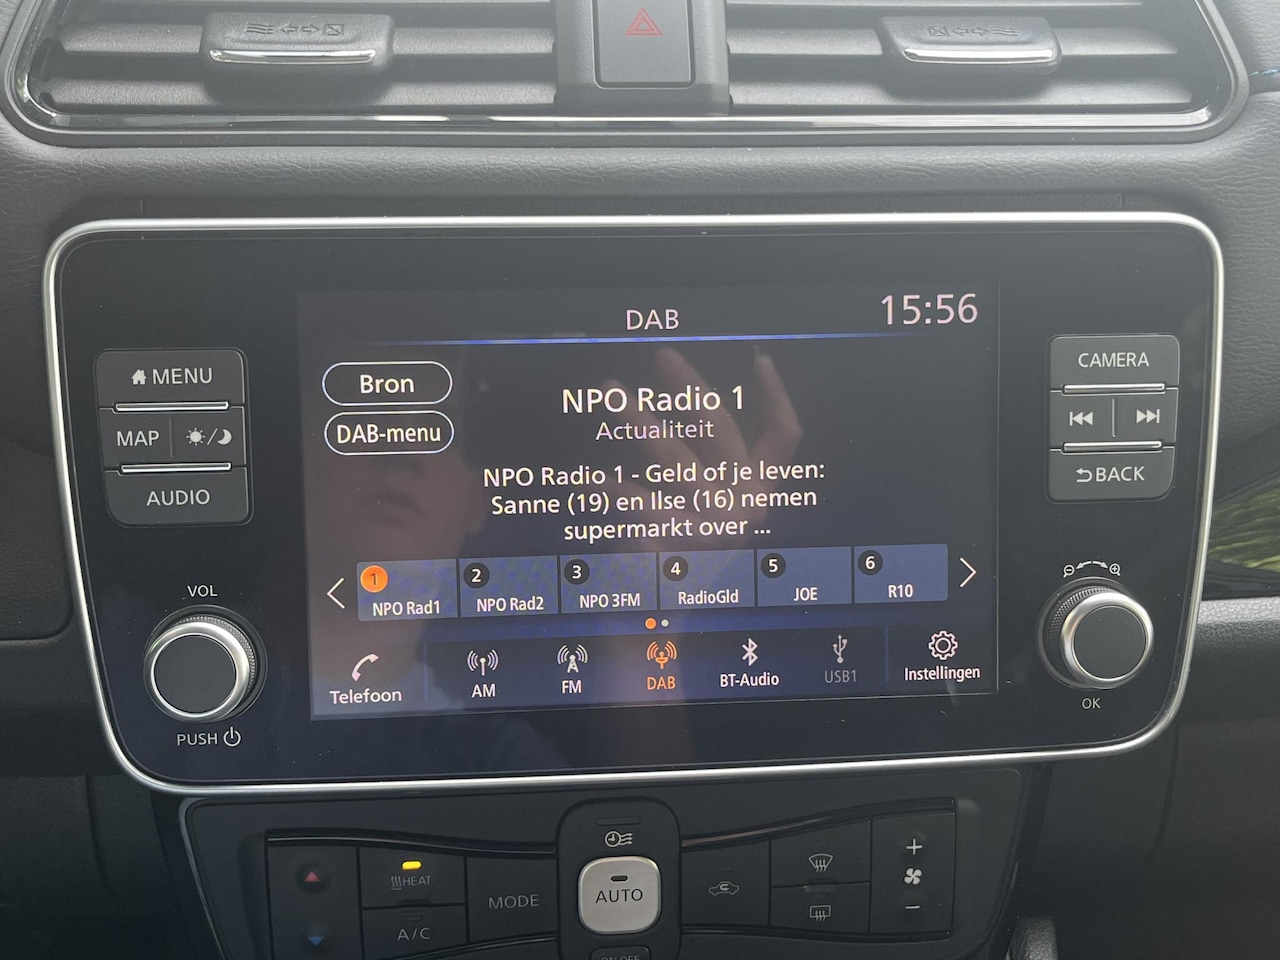 DAB
15:56
MENU
MAP
AUDIO
CAMERA
BACK
Bron
DAB-menu
NPO Radio 1
Actualiteit
NPO Radio 1 - Geld of je leven:
Sanne (19) en Ilse (16) nemen
supermarkt over ...
1 2 3 4 5 6
NPO Rad1 NPO Rad2 NPO 3FM RadioGld JOE R10
VOL
PUSH
OK
Telefoon AM FM DAB BT-Audio USB1 Instellingen
HEAT
A/C
MODE
AUTO
ON·OFF